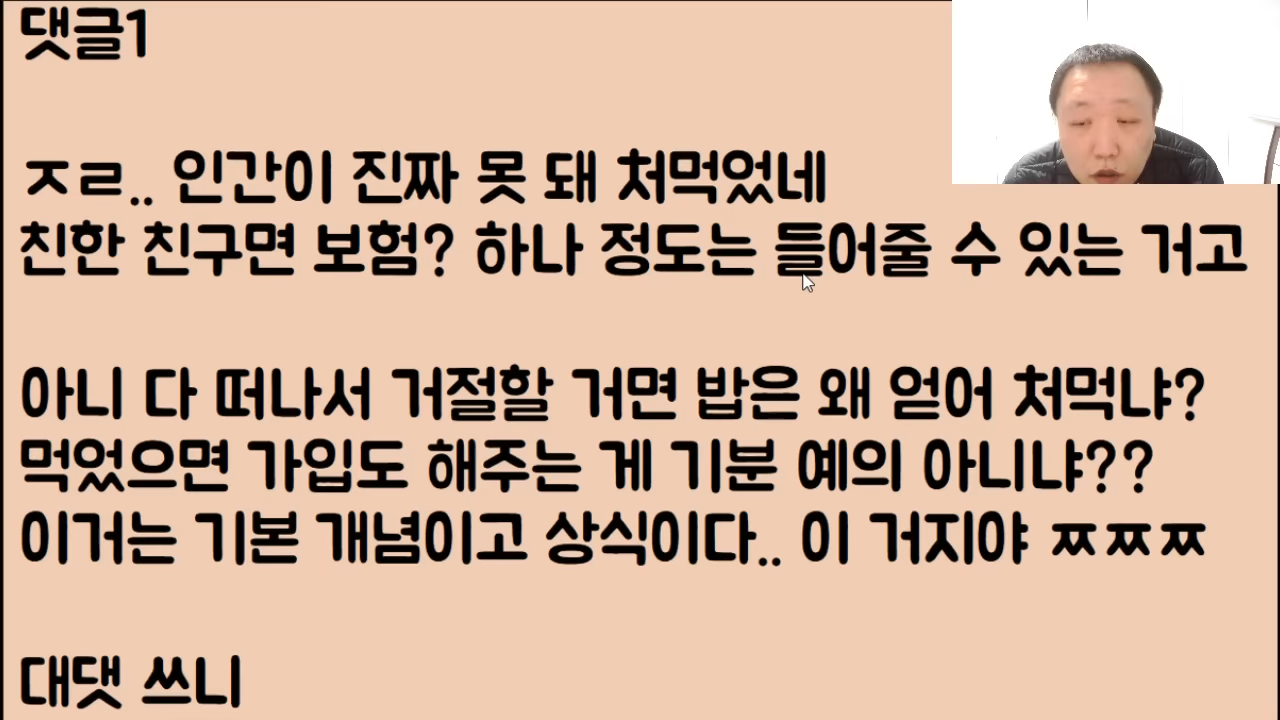 댓글1
ㅈㄹ.. 인간이 진짜 못 돼 처먹었네
친한 친구면 보험? 하나 정도는 들어줄 수 있는 거고
아니 다 떠나서 거절할 거면 밥은 왜 얻어 처먹냐?
먹었으면 가입도 해주는 게 기분 예의 아니냐??
이거는 기본 개념이고 상식이다.. 이 거지야 ㅉㅉㅉ
대댓 쓰니